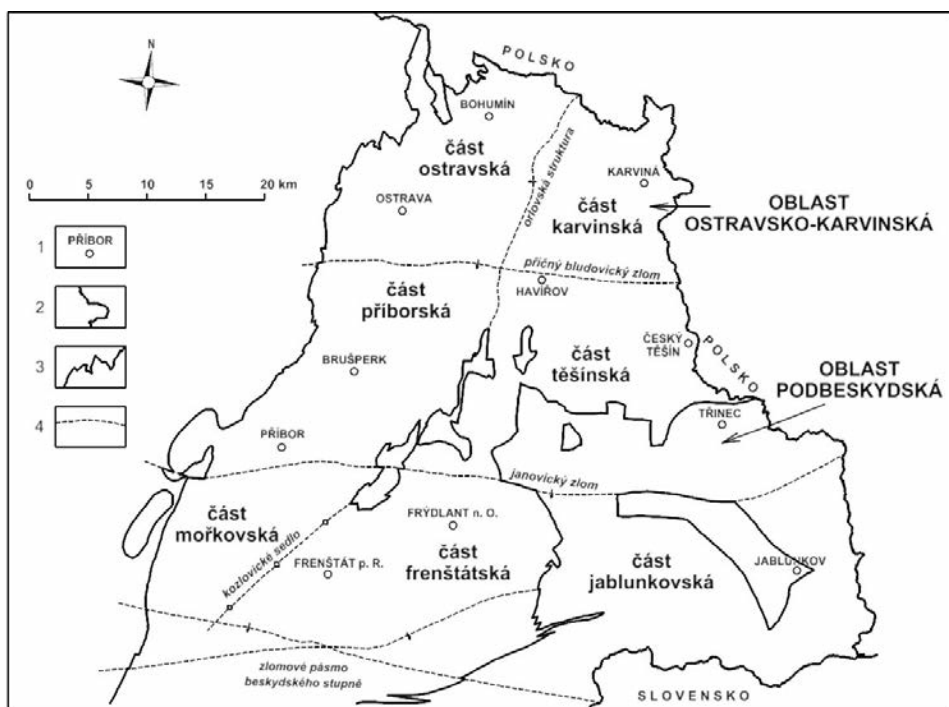 N
POLSKO
BOHUMÍN
část
ostravská
orlovská struktura
KARVINÁ
0 5 10 15 20 km
OSTRAVA
část
karvinská
OBLAST
OSTRAVSKO-KARVINSKÁ
1 PŘÍBOR
příčný bludovický zlom
HAVÍŘOV
2
část
příborská
ČESKÝ
TĚŠÍN
POLSKO
3
BRUŠPERK
část
těšínská
OBLAST
PODBESKYDSKÁ
TŘINEC
4
PŘÍBOR
janovický zlom
část
mořkovská
kozlovické sedlo
FRÝDLANT n. O.
FRENŠTÁT p. R.
část
frenštátská
část
jablunkovská
JABLUNKOV
zlomové pásmo
beskydského stupně
SLOVENSKO